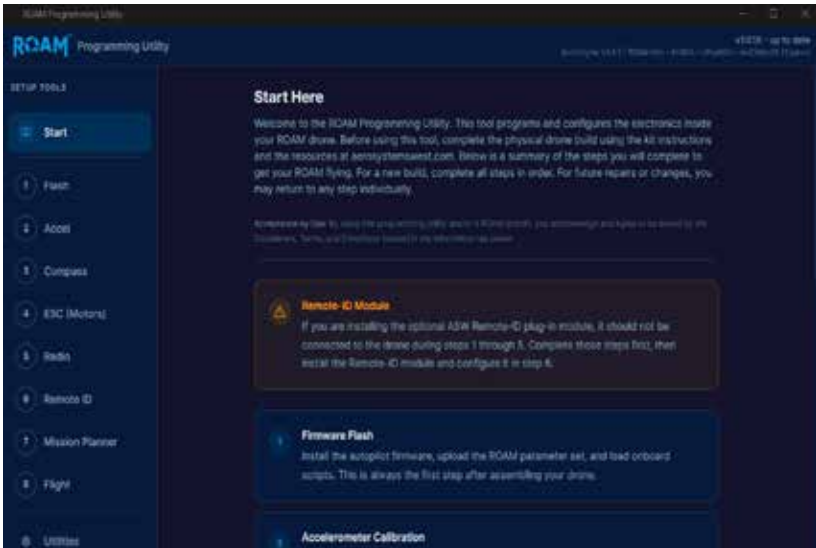 ROAM Programming Utility
ROAM Programming Utility
up to date
SETUP TOOLS
Start
1 Flash
2 Accel
3 Compass
4 ESC (Motors)
5 Radio
6 Remote ID
7 Mission Planner
8 Flight
Utilities
Start Here
Welcome to the ROAM Programming Utility. This tool programs and configures the electronics inside
your ROAM drone. Before using this tool, complete the physical drone build using the kit instructions
and the resources at aerosystemswest.com. Below is a summary of the steps you will complete to
get your ROAM flying. For a new build, complete all steps in order. For future repairs or changes, you
may return to any step individually.
Remote-ID Module
If you are installing the optional ASW Remote-ID plug-in module, it should not be
connected to the drone during steps 1 through 5. Complete those steps first, then
install the Remote-ID module and configure it in step 6.
1 Firmware Flash
Install the autopilot firmware, upload the ROAM parameter set, and load onboard
scripts. This is always the first step after assembling your drone.
2 Accelerometer Calibration